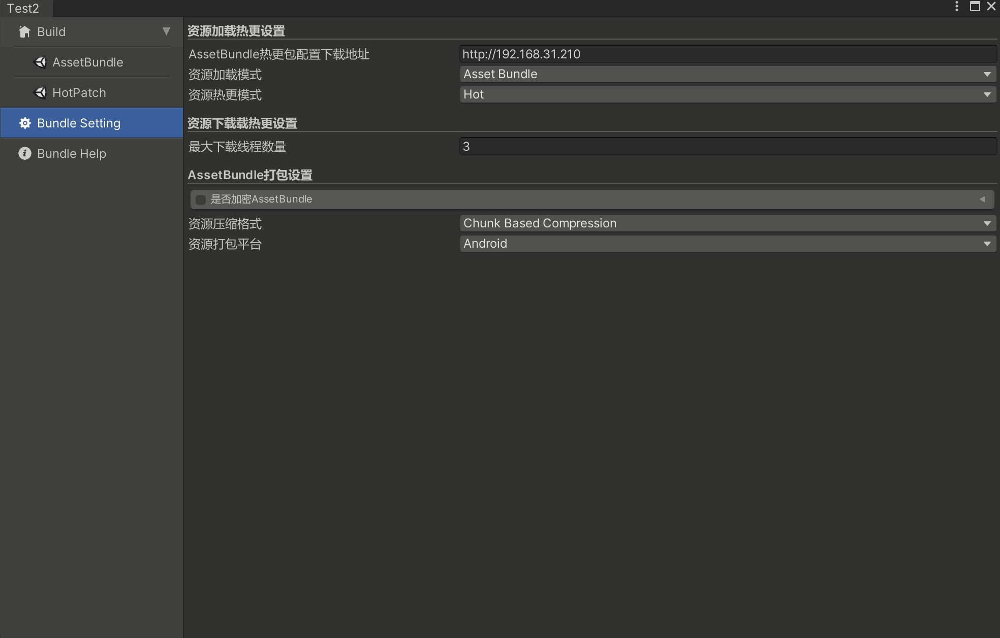 Test2
Build
AssetBundle
HotPatch
Bundle Setting
Bundle Help
资源加载热更设置
AssetBundle热更包配置下载地址 http://192.168.31.210
资源加载模式 Asset Bundle
资源热更模式 Hot
资源下载载热更设置
最大下载线程数量 3
AssetBundle打包设置
是否加密AssetBundle
资源压缩格式 Chunk Based Compression
资源打包平台 Android